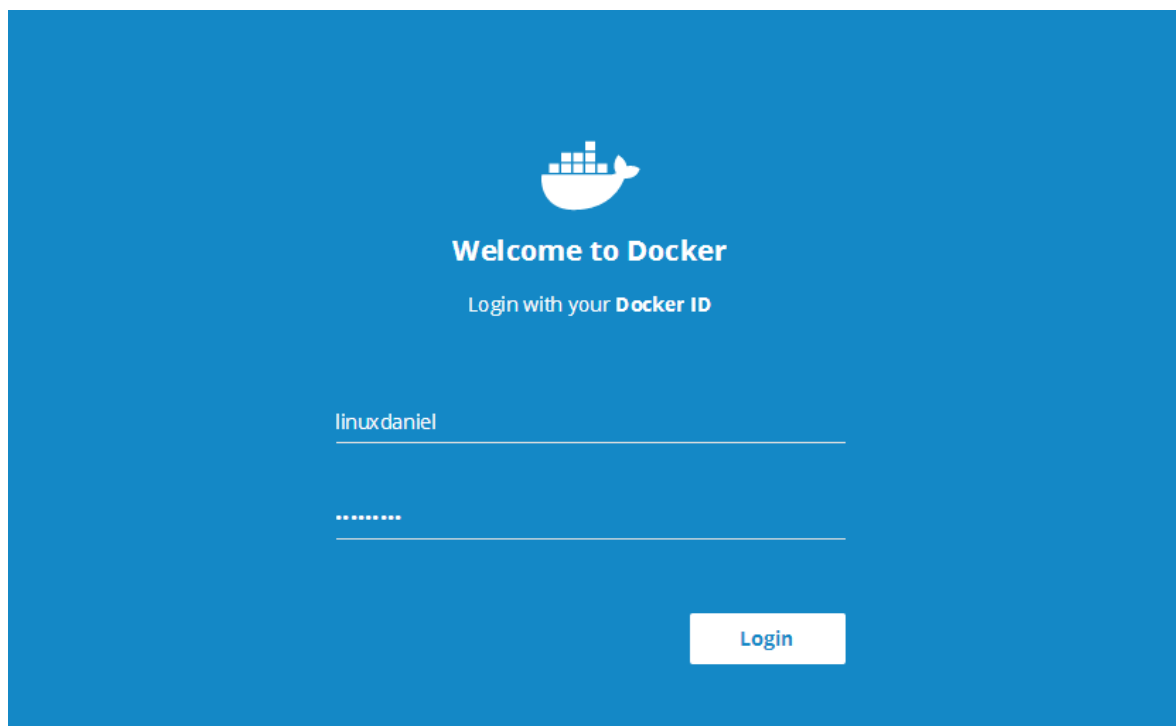 Welcome to Docker
Login with your Docker ID
linuxdaniel
•••••••••
Login